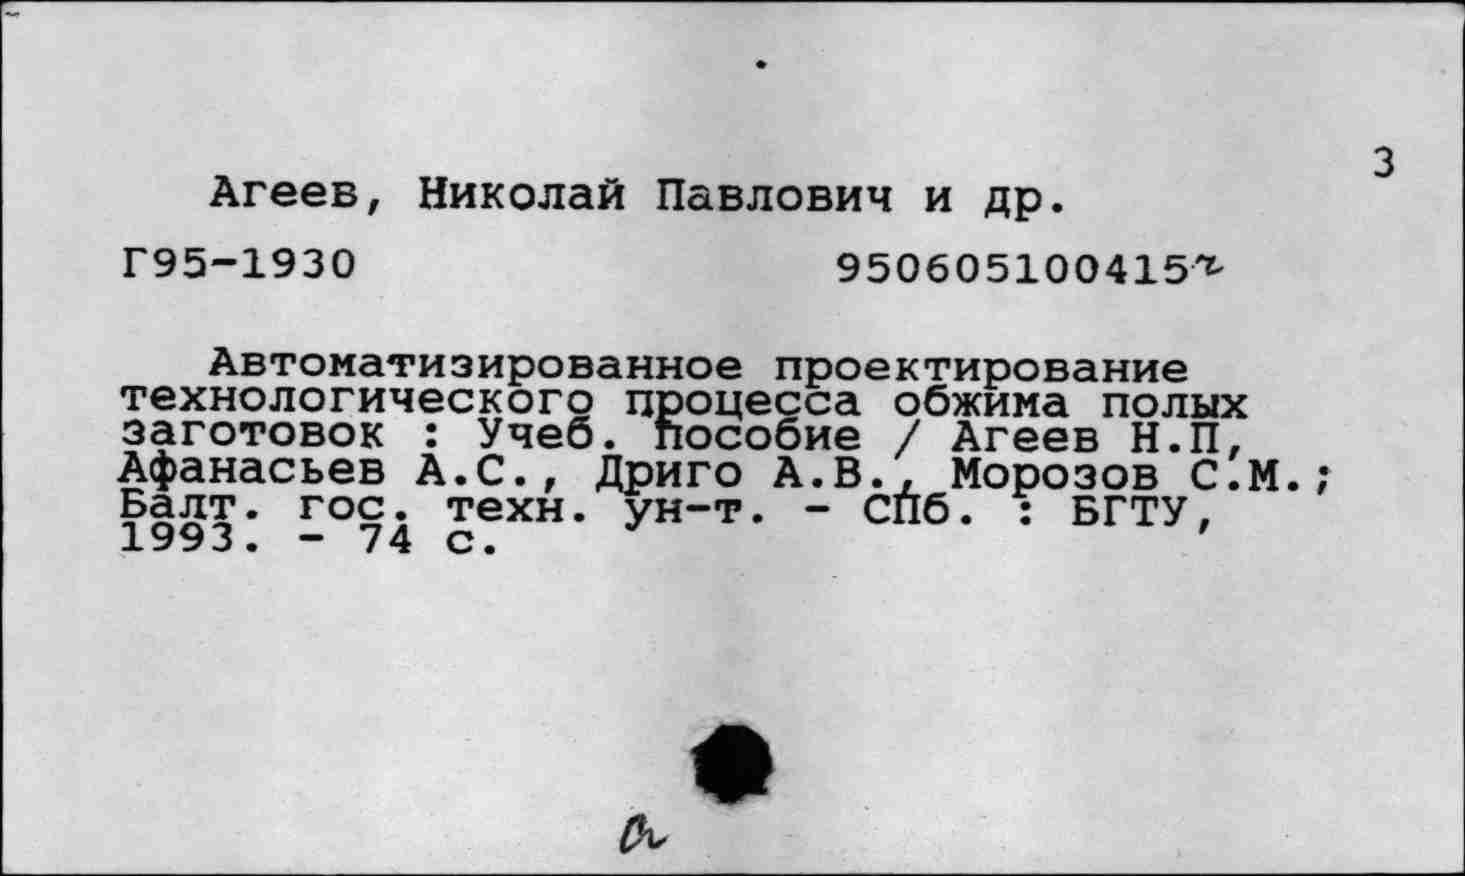 3
Агеев, Николай Павлович и др.
Г95-1930 950605100415
Автоматизированное проектирование
технологического процесса обжима полых
заготовок : Учеб. пособие / Агеев Н.П,
Афанасьев А.С., Дриго А.В., Морозов С.М.;
Балт. гос. техн. ун-т. - СПб. : БГТУ,
1993. - 74 с.